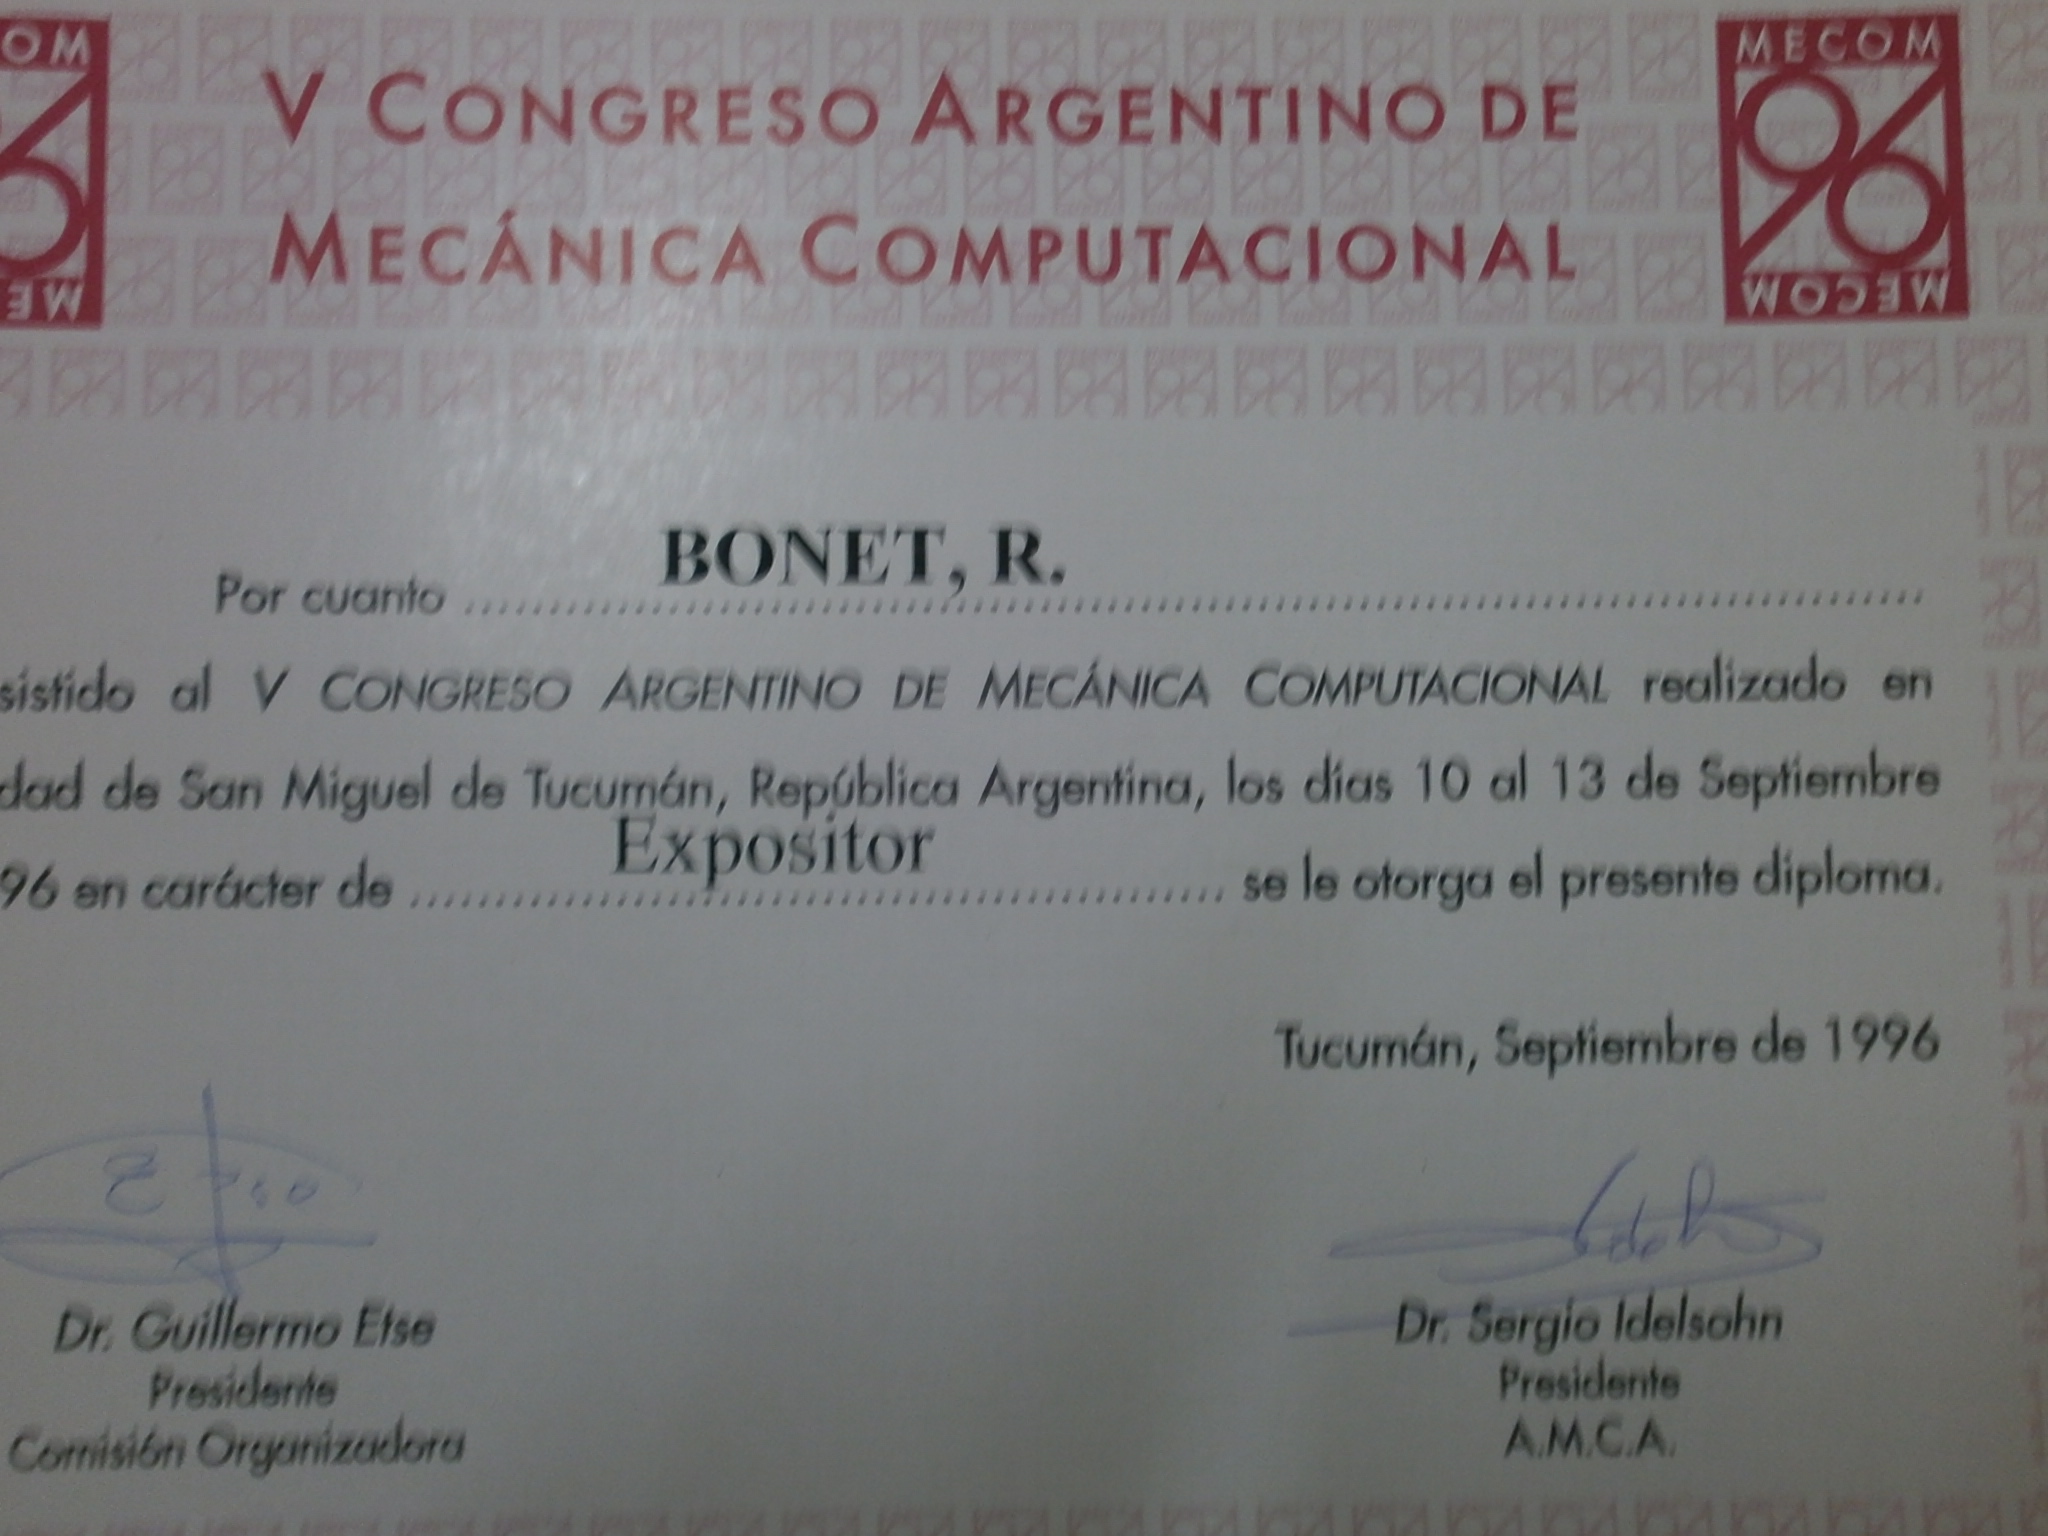 OM
V CONGRESO ARGENTINO DE
MECÁNICA COMPUTACIONAL
MECOM
96
MECOM
ME
BONET, R.
Por cuanto ........................................................................
sistido al V CONGRESO ARGENTINO DE MECÁNICA COMPUTACIONAL realizado en
dad de San Miguel de Tucumán, República Argentina, los días 10 al 13 de Septiembre
Expositor
96 en carácter de ........................................................ se le otorga el presente diploma.
Tucumán, Septiembre de 1996
Dr. Guillermo Etse
Presidente
Comisión Organizadora
Dr. Sergio Idelsohn
Presidente
A.M.C.A.